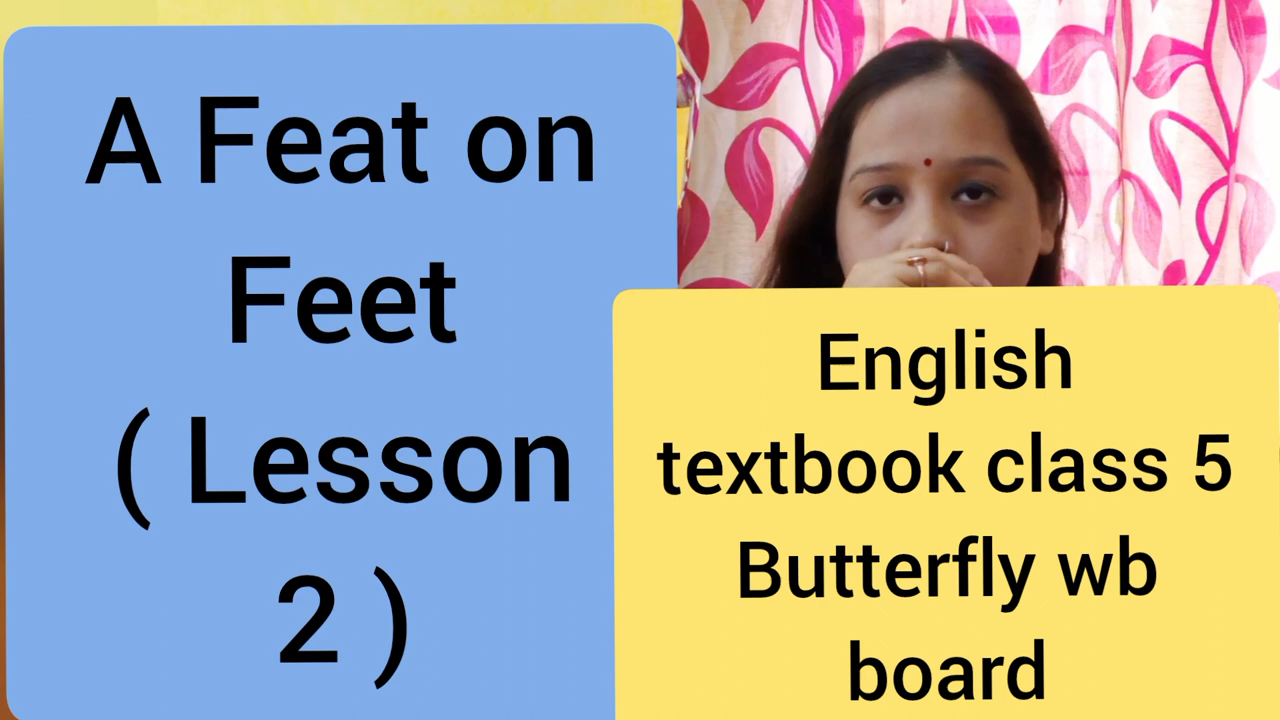 A Feat on
Feet
( Lesson
2 )
English
textbook class 5
Butterfly wb
board